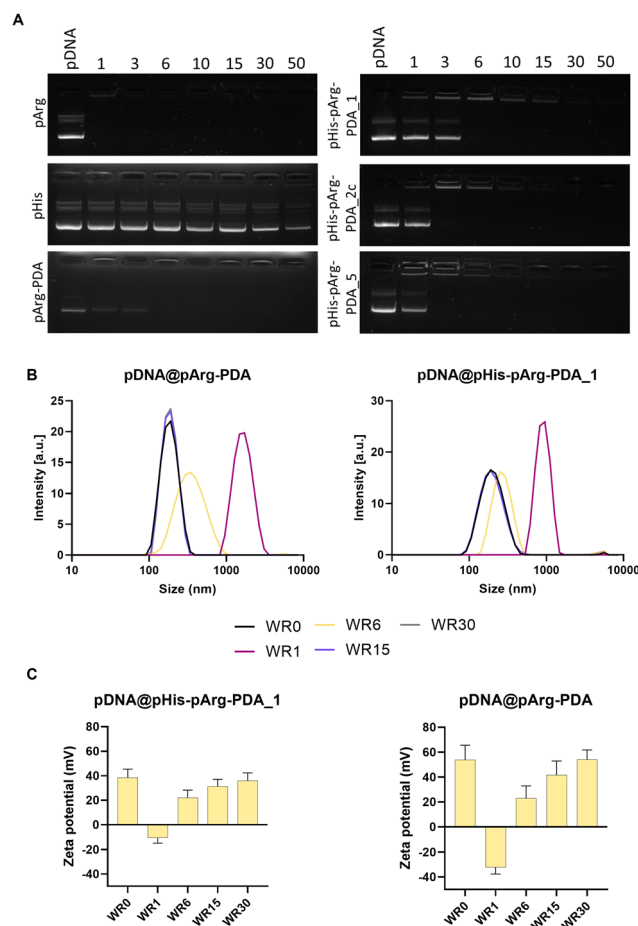 A
pDNA 1 3 6 10 15 30 50
pDNA 1 3 6 10 15 30 50
pArg
pHis
pArg-PDA
pHis-pArg-
PDA_1
pHis-pArg-
PDA_2c
pHis-pArg-
PDA_5
B
pDNA@pArg-PDA
25
20
15
10
5
0
Intensity [a.u.]
10 100 1000 10000
Size (nm)
pDNA@pHis-pArg-PDA_1
30
20
10
0
Intensity [a.u.]
10 100 1000 10000
Size (nm)
WR0 WR6 WR30
WR1 WR15
C
pDNA@pHis-pArg-PDA_1
80
60
40
20
0
-20
-40
Zeta potential (mV)
WR0 WR1 WR6 WR15 WR30
pDNA@pArg-PDA
80
60
40
20
0
-20
-40
Zeta potential (mV)
WR0 WR1 WR6 WR15 WR30